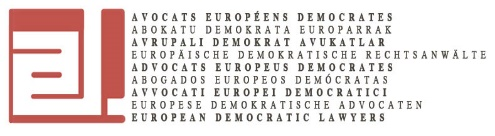 AVOCATS EUROPÉENS DEMOCRATES
ABOKATU DEMOKRATA EUROPARRAK
AVRUPALI DEMOKRAT AVUKATLAR
EUROPÄISCHE DEMOKRATISCHE RECHTSANWÄLTE
ADVOCATS EUROPEUS DEMOCRATES
ABOGADOS EUROPEOS DEMÓCRATAS
AVVOCATI EUROPEI DEMOCRATICI
EUROPESE DEMOKRATISCHE ADVOCATEN
EUROPEAN DEMOCRATIC LAWYERS